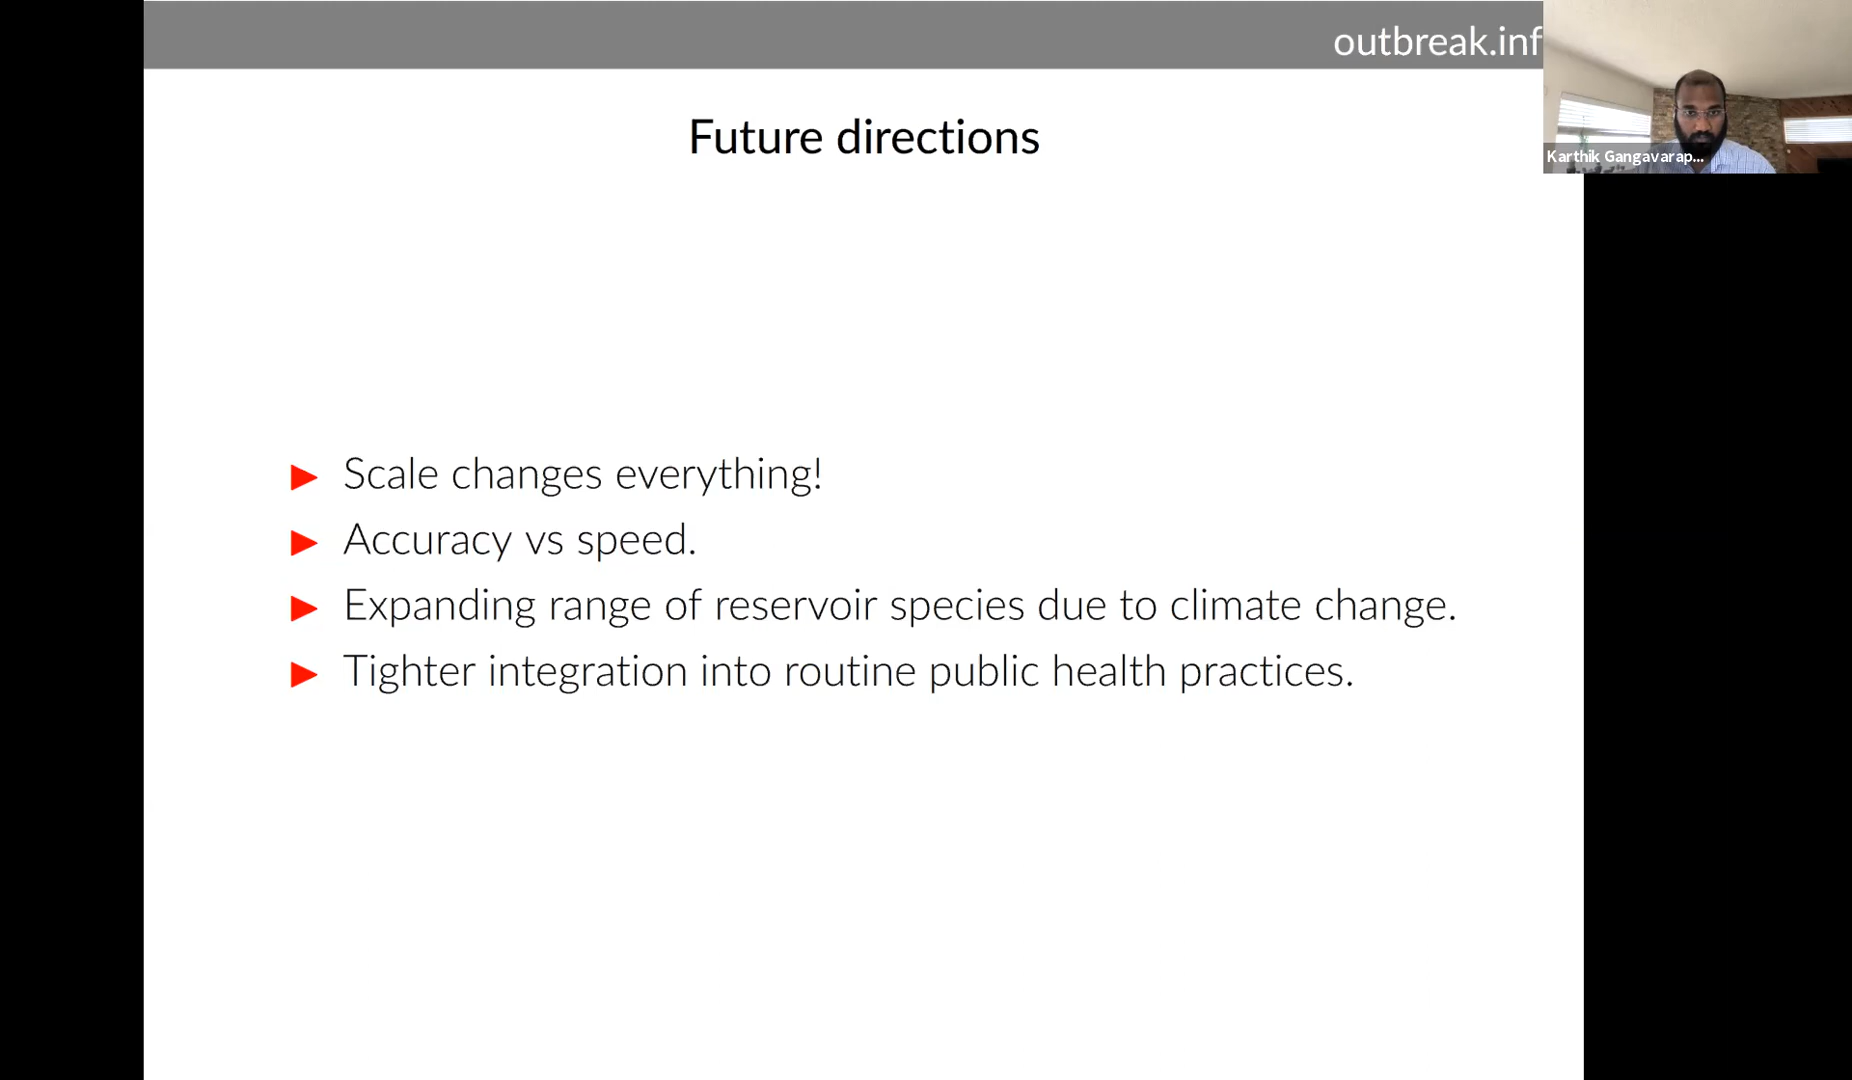 outbreak.inf
Karthik Gangavarap...
Future directions
Scale changes everything!
Accuracy vs speed.
Expanding range of reservoir species due to climate change.
Tighter integration into routine public health practices.